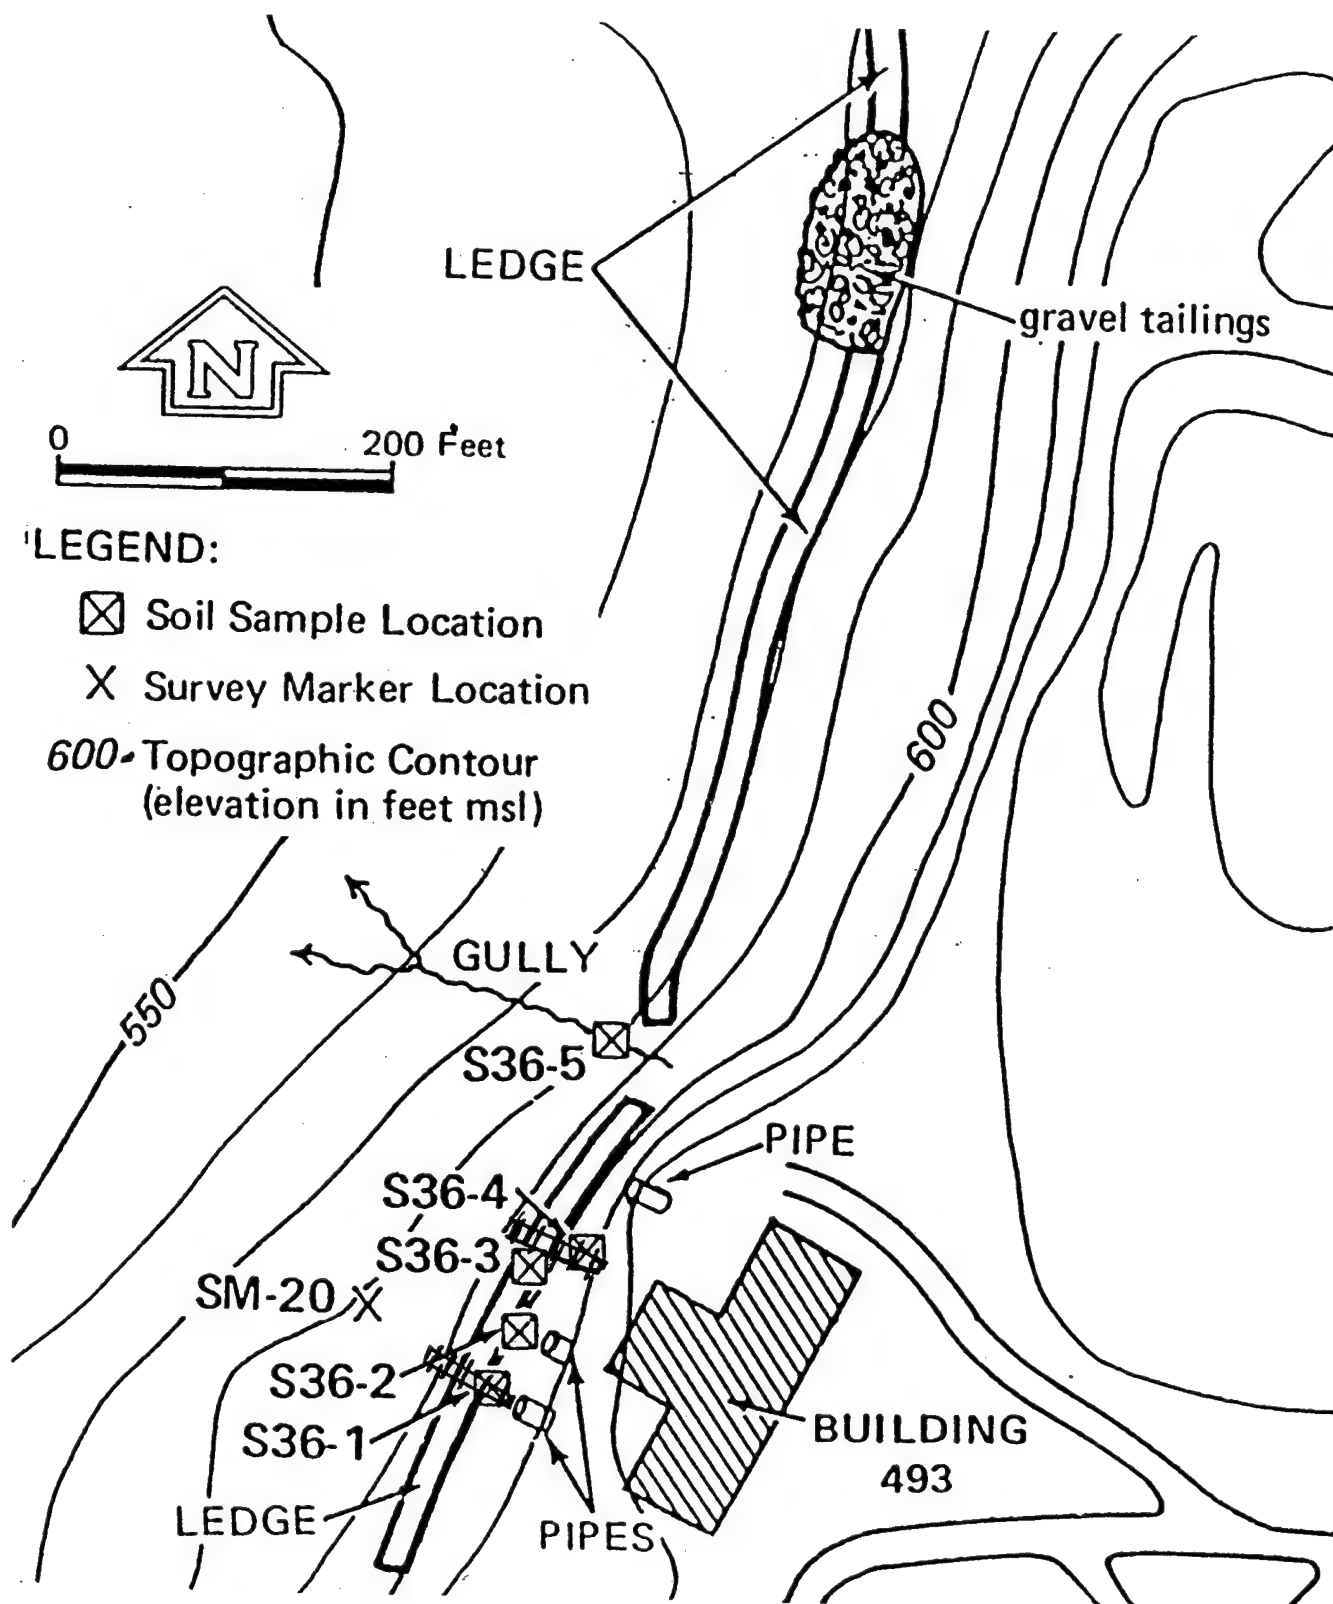 LEDGE
gravel tailings
N
0 200 Feet
LEGEND:
Soil Sample Location
X Survey Marker Location
600 Topographic Contour
(elevation in feet msl)
600
550
GULLY
S36-5
PIPE
S36-4
S36-3
SM-20
S36-2
S36-1
BUILDING
493
LEDGE
PIPES